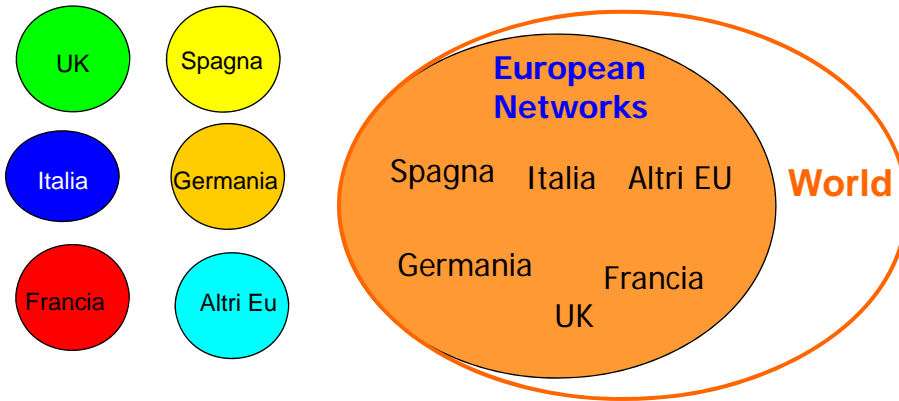 UK
Spagna
Italia
Germania
Francia
Altri Eu
European
Networks
Spagna Italia Altri EU
Germania
Francia
UK
World